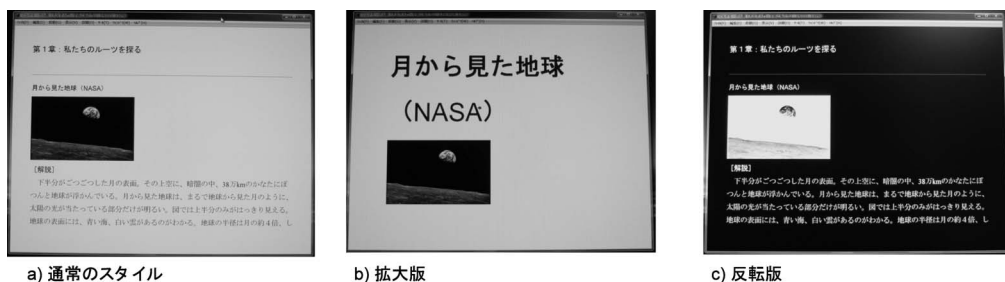 第1章：私たちのルーツを探る
月から見た地球（NASA）
［解説］
下半分がごつごつした月の表面。その上空に、暗闇の中、38万kmのかなたにぽ
つんと地球が浮かんでいる。月から見た地球は、まるで地球から見た月のように、
太陽の光が当たっている部分だけが明るい。図では上半分のみがはっきり見える。
地球の表面には、青い海、白い雲があるのがわかる。地球の半径は月の約4倍、し
a) 通常のスタイル
月から見た地球
（NASA）
b) 拡大版
第1章：私たちのルーツを探る
月から見た地球（NASA）
［解説］
下半分がごつごつした月の表面。その上空に、暗闇の中、38万kmのかなたにぽ
つんと地球が浮かんでいる。月から見た地球は、まるで地球から見た月のように、
太陽の光が当たっている部分だけが明るい。図では上半分のみがはっきり見える。
地球の表面には、青い海、白い雲があるのがわかる。地球の半径は月の約4倍、し
c) 反転版